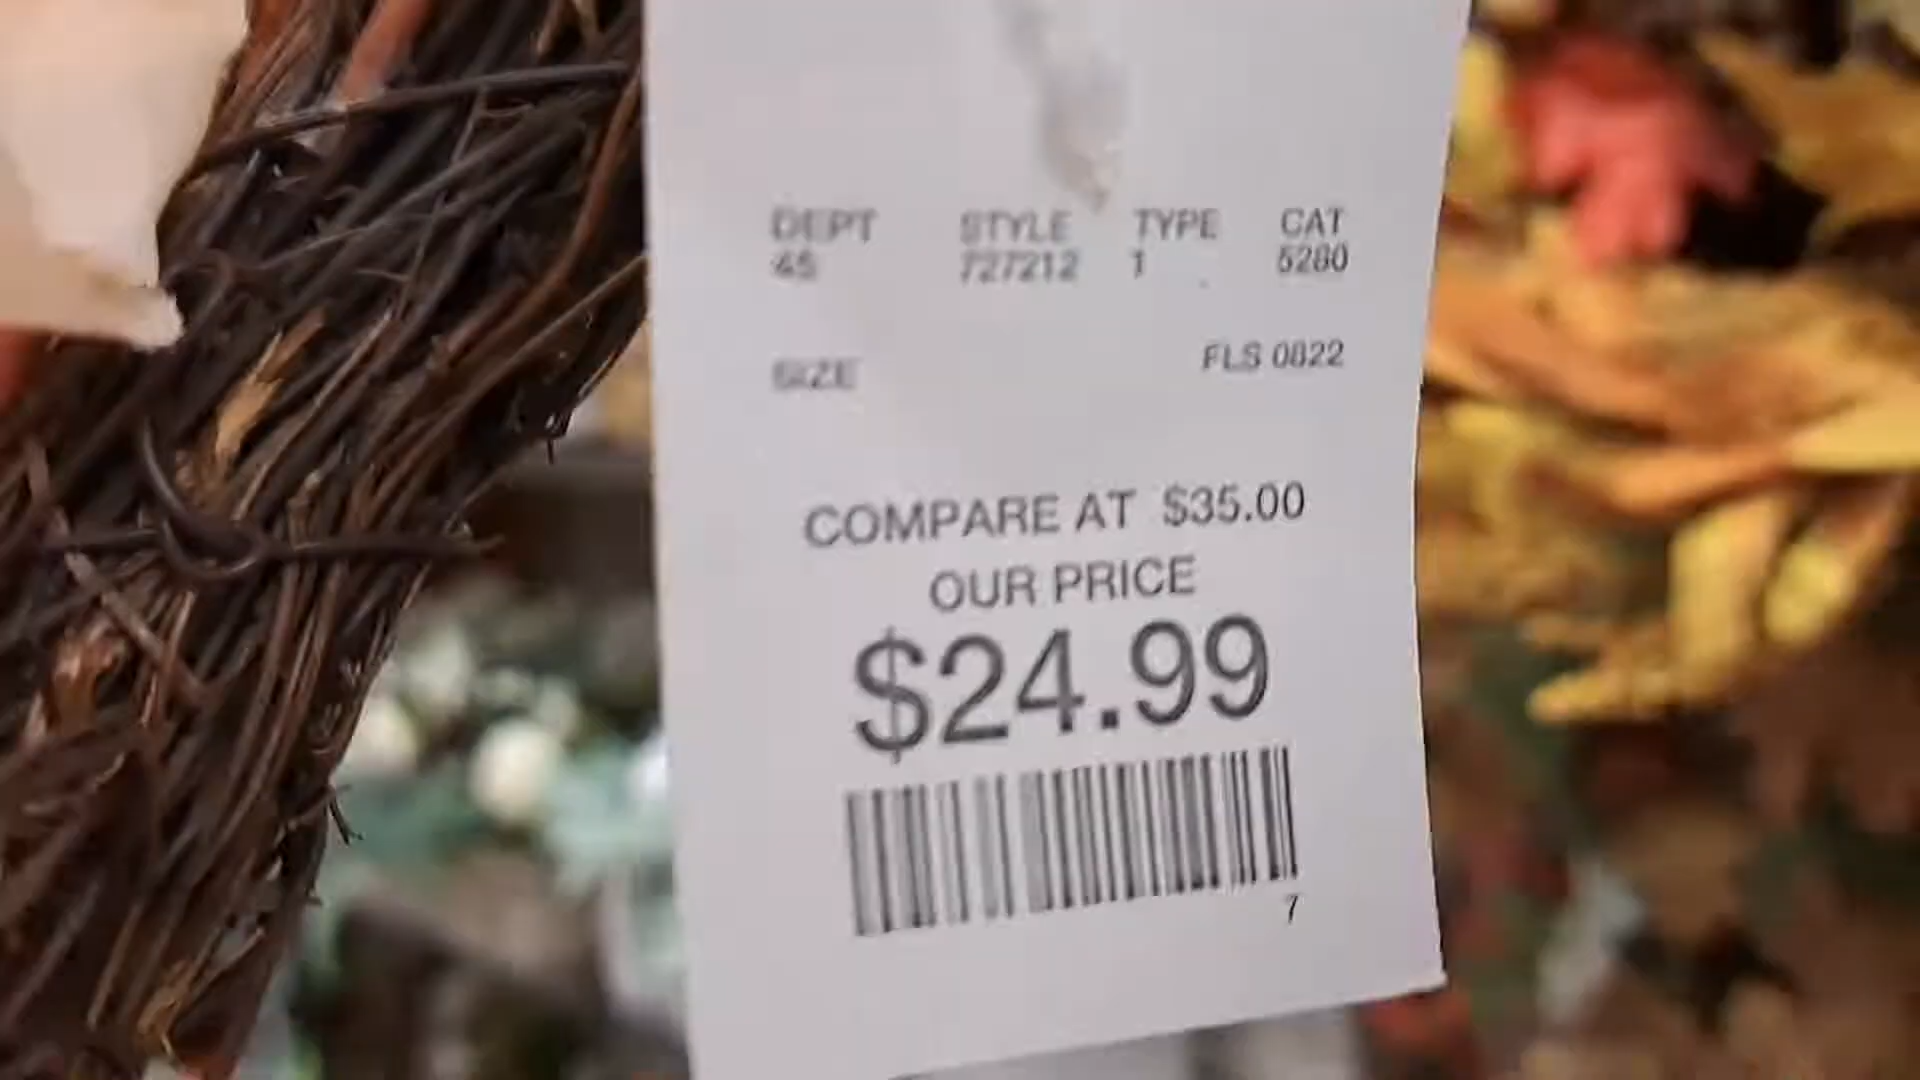 DEPT STYLE TYPE CAT
45 727212 1 5280
SIZE FLS 0822
COMPARE AT $35.00
OUR PRICE
$24.99
7